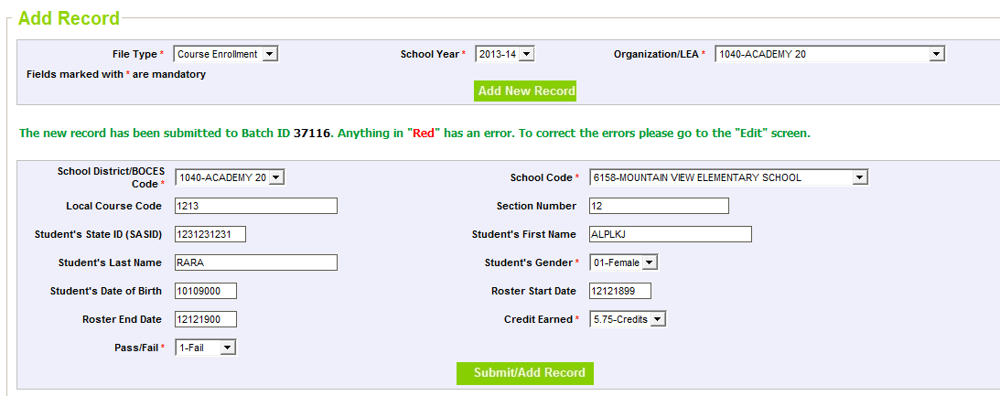 Add Record
File Type * Course Enrollment School Year * 2013-14 Organization/LEA * 1040-ACADEMY 20
Fields marked with * are mandatory
Add New Record
The new record has been submitted to Batch ID 37116. Anything in "Red" has an error. To correct the errors please go to the "Edit" screen.
School District/BOCES
Code * 1040-ACADEMY 20 School Code * 6158-MOUNTAIN VIEW ELEMENTARY SCHOOL
Local Course Code 1213 Section Number 12
Student's State ID (SASID) 1231231231 Student's First Name ALPLKJ
Student's Last Name RARA Student's Gender * 01-Female
Student's Date of Birth 10109000 Roster Start Date 12121899
Roster End Date 12121900 Credit Earned * 5.75-Credits
Pass/Fail * 1-Fail
Submit/Add Record